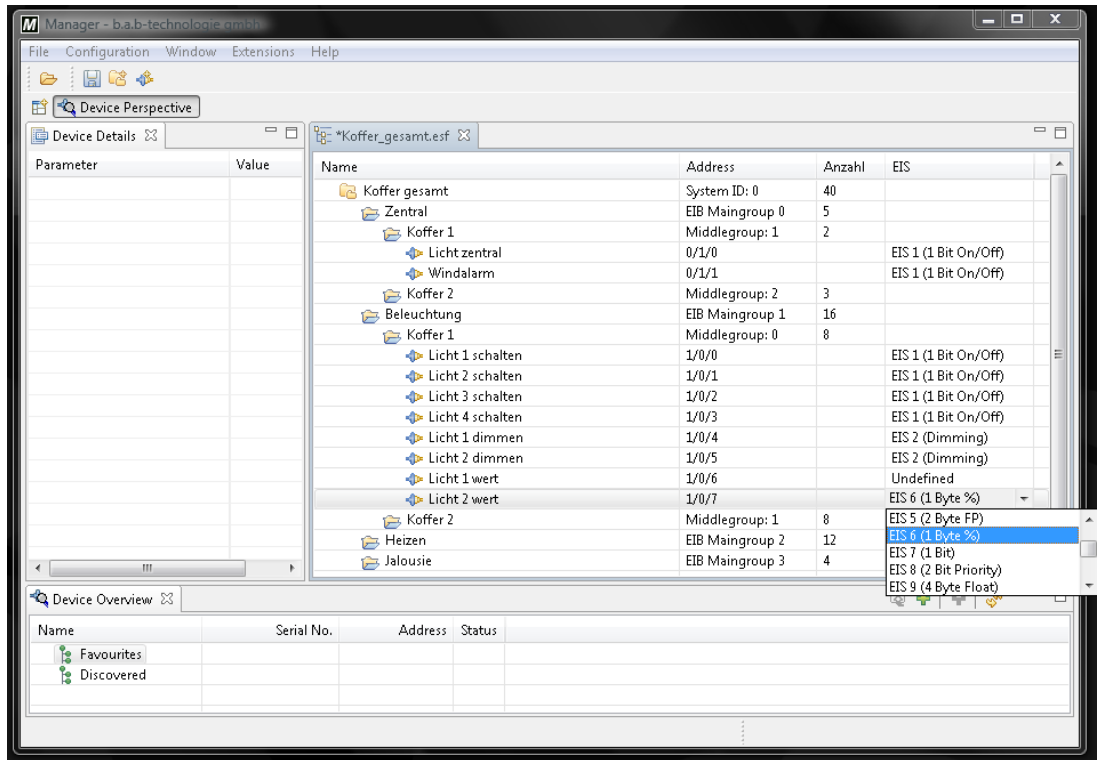 M Manager - b.a.b-technologie gmbh
File Configuration Window Extensions Help
Device Perspective
Device Details
*Koffer_gesamt.esf
Parameter Value
Name Address Anzahl EIS
Koffer gesamt System ID: 0 40
Zentral EIB Maingroup 0 5
Koffer 1 Middlegroup: 1 2
Licht zentral 0/1/0 EIS 1 (1 Bit On/Off)
Windalarm 0/1/1 EIS 1 (1 Bit On/Off)
Koffer 2 Middlegroup: 2 3
Beleuchtung EIB Maingroup 1 16
Koffer 1 Middlegroup: 0 8
Licht 1 schalten 1/0/0 EIS 1 (1 Bit On/Off)
Licht 2 schalten 1/0/1 EIS 1 (1 Bit On/Off)
Licht 3 schalten 1/0/2 EIS 1 (1 Bit On/Off)
Licht 4 schalten 1/0/3 EIS 1 (1 Bit On/Off)
Licht 1 dimmen 1/0/4 EIS 2 (Dimming)
Licht 2 dimmen 1/0/5 EIS 2 (Dimming)
Licht 1 wert 1/0/6 Undefined
Licht 2 wert 1/0/7 EIS 6 (1 Byte %)
Koffer 2 Middlegroup: 1 8
Heizen EIB Maingroup 2 12
Jalousie EIB Maingroup 3 4
EIS 5 (2 Byte FP)
EIS 6 (1 Byte %)
EIS 7 (1 Bit)
EIS 8 (2 Bit Priority)
EIS 9 (4 Byte Float)
Device Overview
Name Serial No. Address Status
Favourites
Discovered